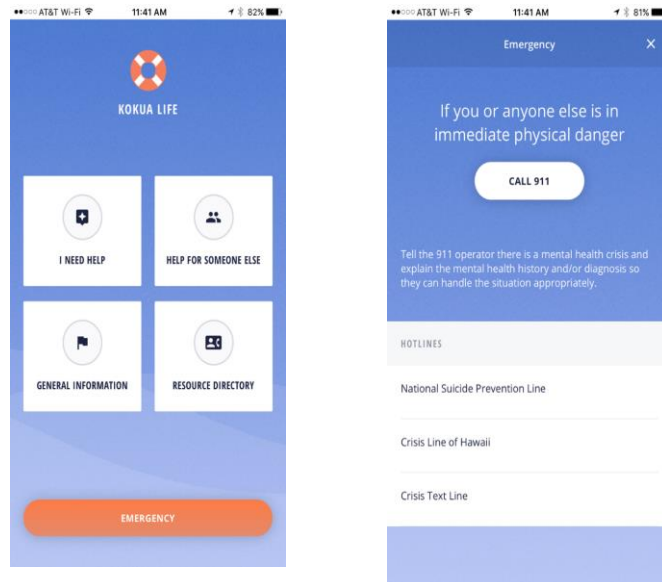 AT&T Wi-Fi 11:41 AM 82%
KOKUA LIFE
I NEED HELP
HELP FOR SOMEONE ELSE
GENERAL INFORMATION
RESOURCE DIRECTORY
EMERGENCY
AT&T Wi-Fi 11:41 AM 81%
Emergency
If you or anyone else is in
immediate physical danger
CALL 911
Tell the 911 operator there is a mental health crisis and
explain the mental health history and/or diagnosis so
they can handle the situation appropriately.
HOTLINES
National Suicide Prevention Line
Crisis Line of Hawaii
Crisis Text Line